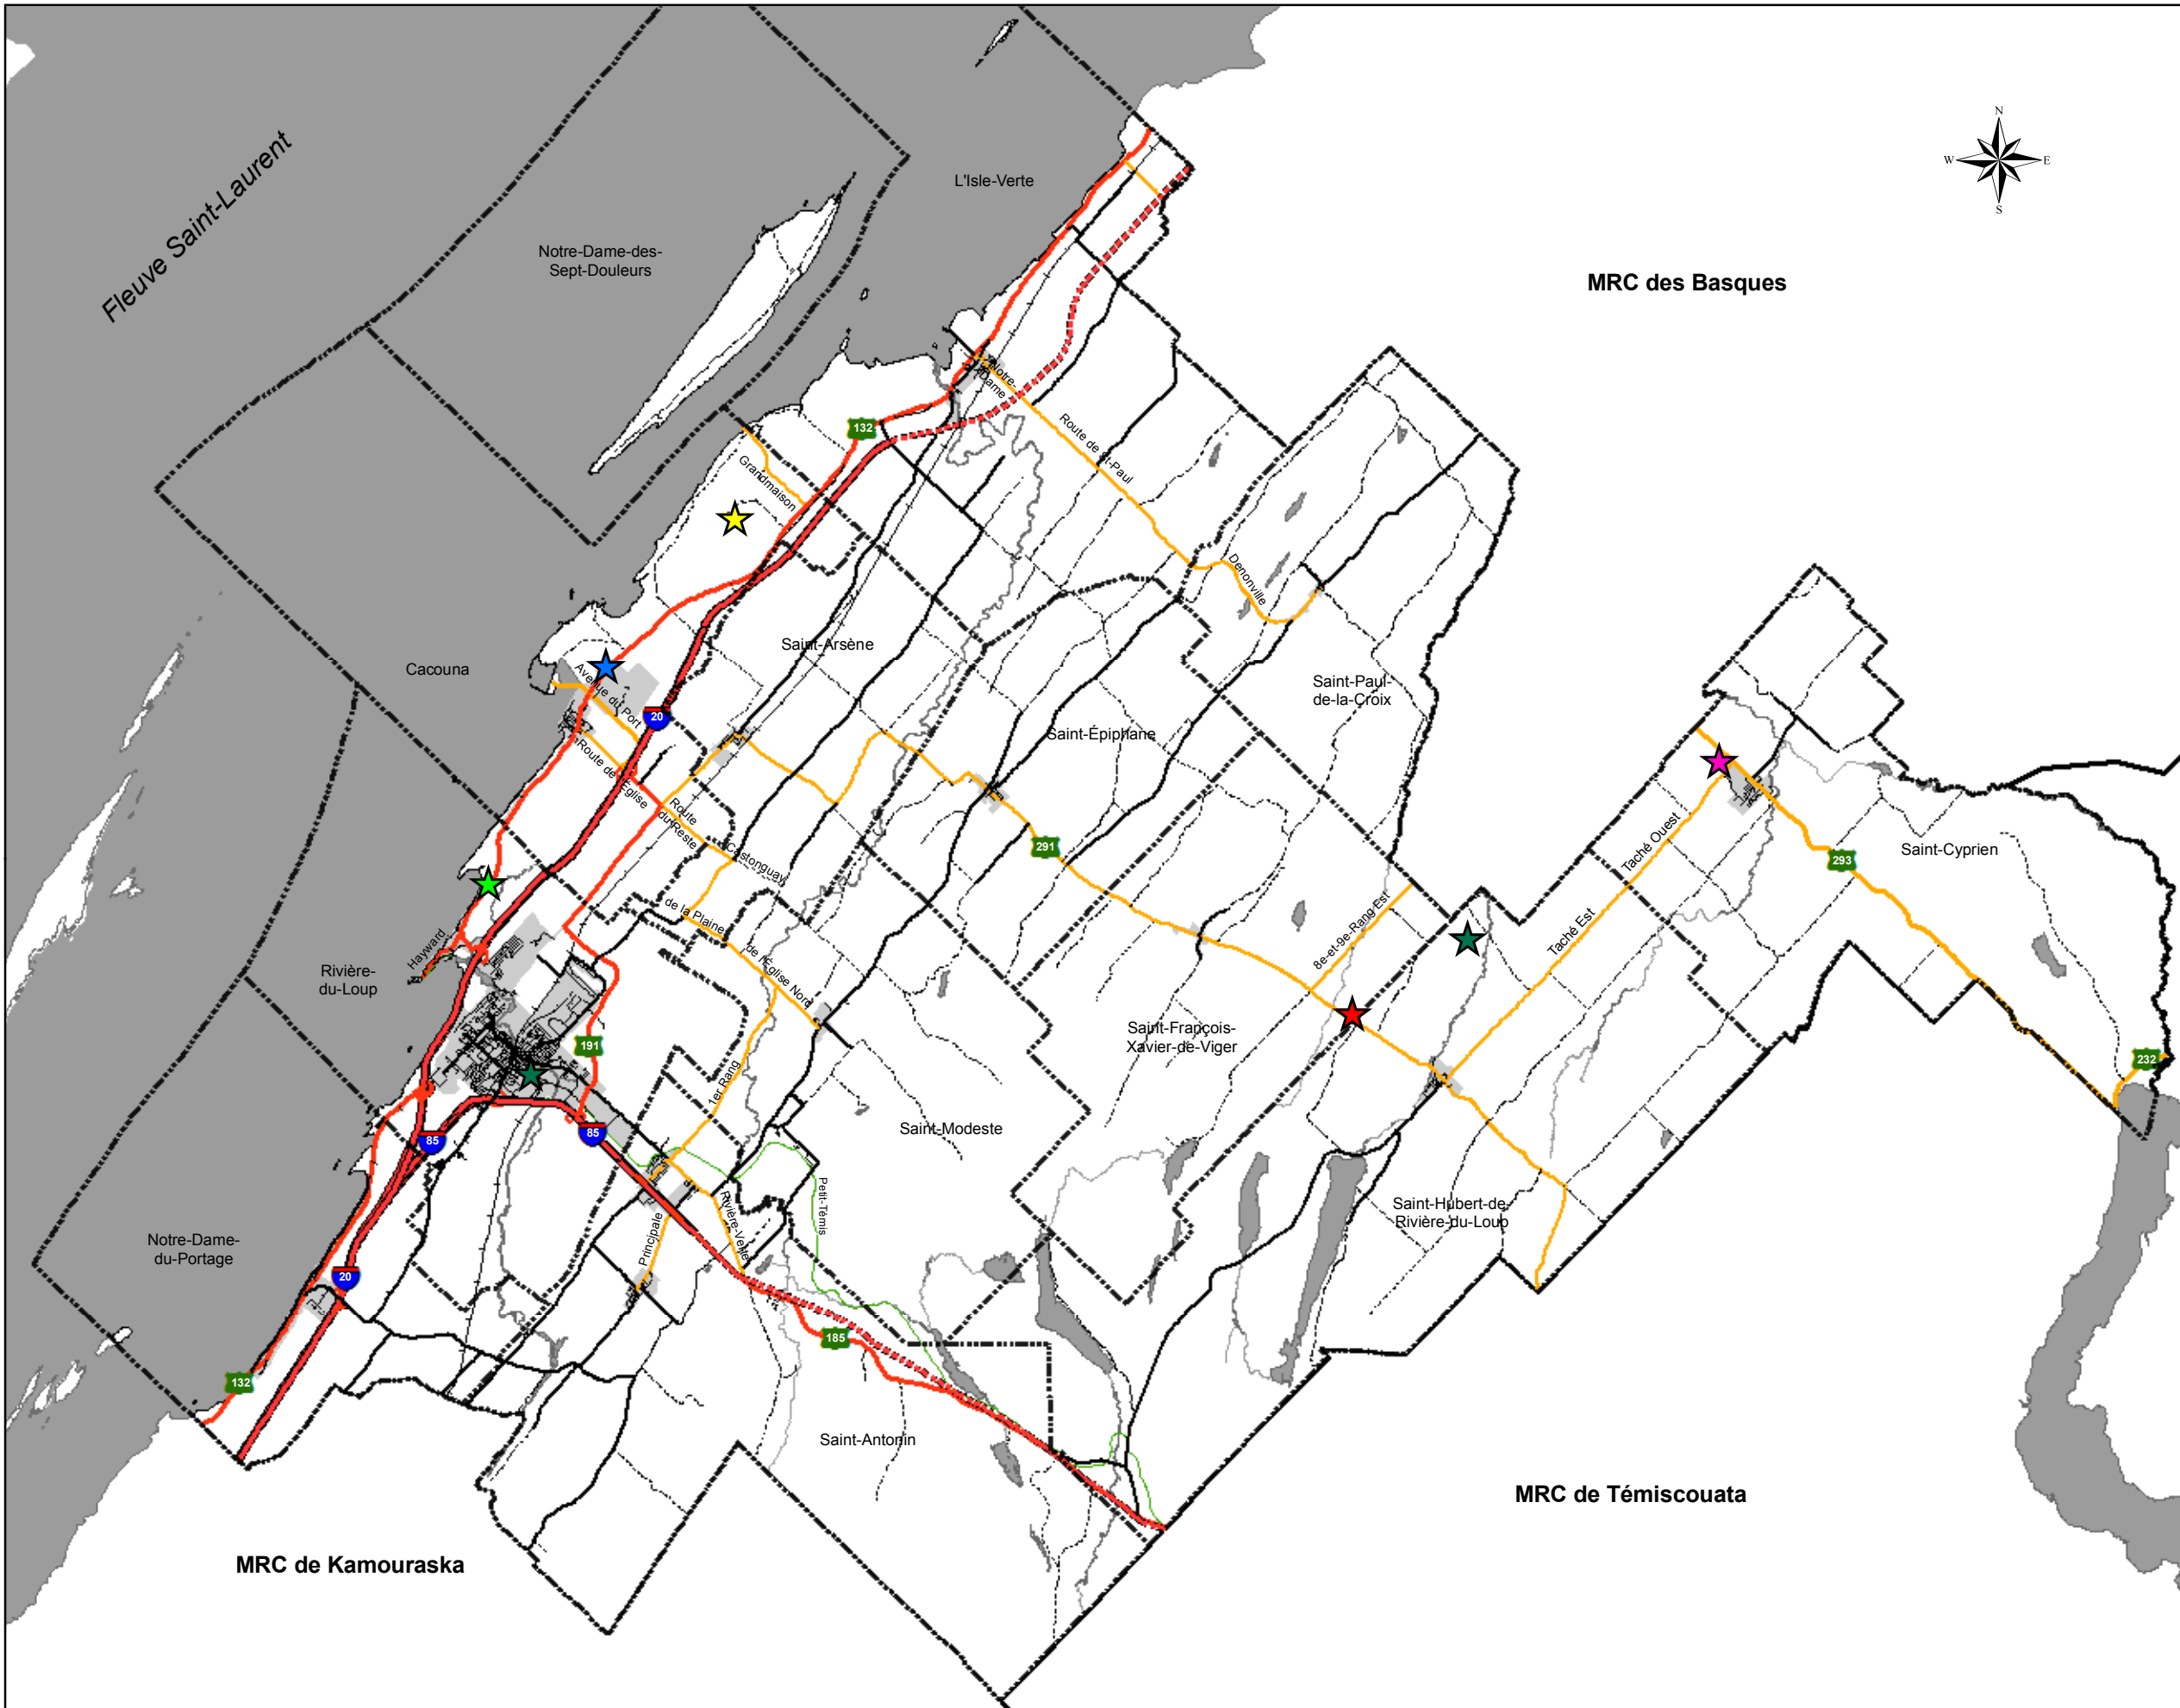 N
W
E
S
Fleuve Saint-Laurent
L'Isle-Verte
Notre-Dame-des-
Sept-Douleurs
MRC des Basques
Notre-
Dame
132
Route de St-Paul
Grandmaison
Denonville
Saint-Arsène
Cacouna
Avenue du Port
20
Saint-Paul-
de-la-Croix
Saint-Épiphane
Route de l'Église
Route
du Reste
Castonguay
291
Taché Ouest
293
Saint-Cyprien
de la Plaine
8e-et-9e-Rang Est
Taché Est
Hayward
de l'Église Nord
Rivière-
du-Loup
Saint-François-
Xavier-de-Viger
191
232
1er Rang
85
85
Saint-Modeste
Petit-Témis
Rivière-Verte
Principale
Saint-Hubert-de-
Rivière-du-Loup
Notre-Dame-
du-Portage
20
185
132
Saint-Antonin
MRC de Témiscouata
MRC de Kamouraska